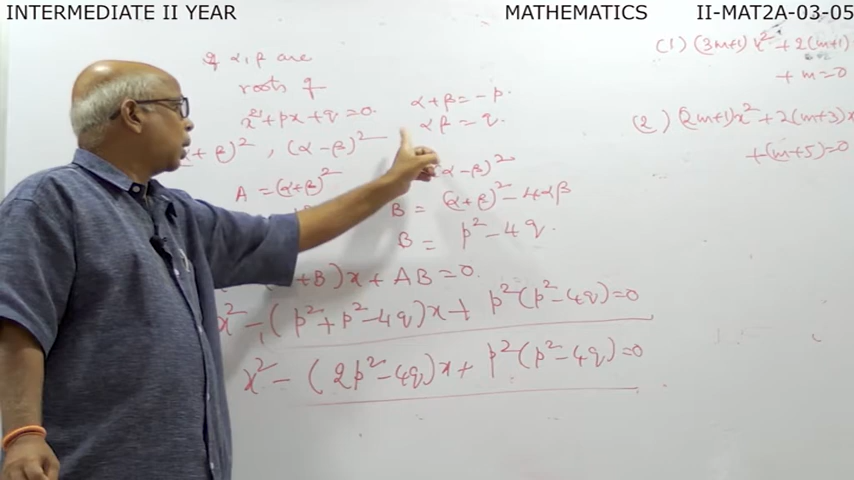 INTERMEDIATE II YEAR MATHEMATICS II-MAT2A-03-05
If α, β are
roots of
x² + px + q = 0.
α + β = -p.
αβ = q.
+ β)², (α - β)²
A = (α+β)²
α - β)²
B = (α+β)² - 4αβ
B = p² - 4q.
+ B)x + AB = 0.
x² - (p² + p² - 4q)x + p²(p² - 4q) = 0
x² - (2p² - 4q)x + p²(p² - 4q) = 0
(1) (3m+1)x² + 2(m+1)
+ m = 0
(2) (2m+1)x² + 2(m+3)x
+ (m+5) = 0